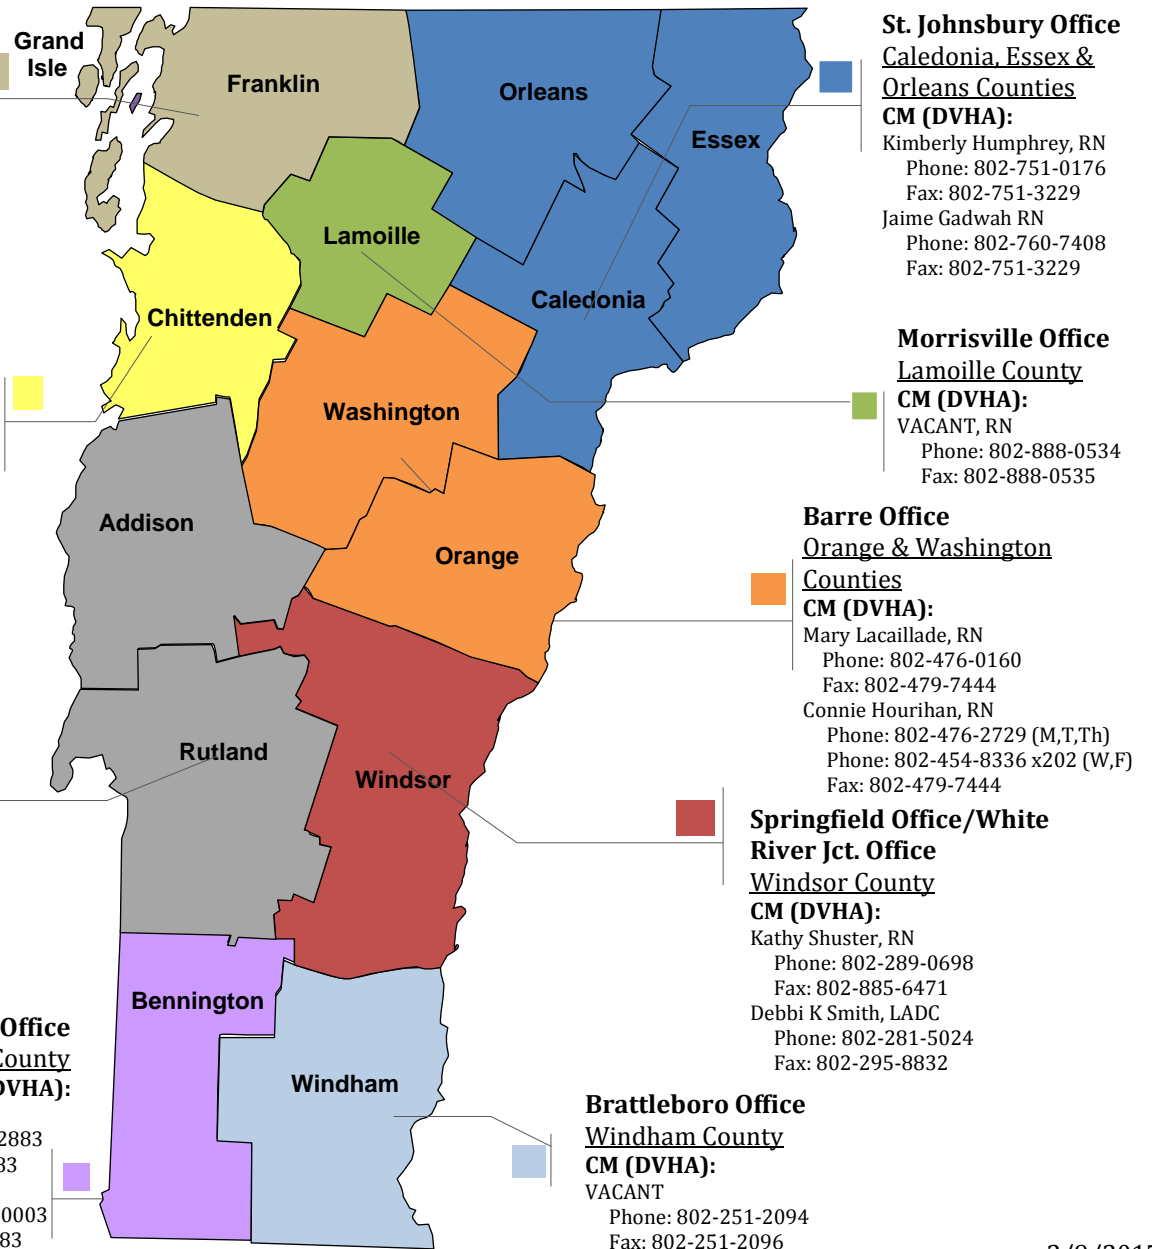 Grand
Isle
Franklin
Orleans
Essex
Lamoille
Caledonia
Chittenden
Washington
Addison
Orange
Rutland
Windsor
Bennington
Windham
St. Johnsbury Office
Caledonia, Essex &
Orleans Counties
CM (DVHA):
Kimberly Humphrey, RN
Phone: 802-751-0176
Fax: 802-751-3229
Jaime Gadwah RN
Phone: 802-760-7408
Fax: 802-751-3229
Morrisville Office
Lamoille County
CM (DVHA):
VACANT, RN
Phone: 802-888-0534
Fax: 802-888-0535
Barre Office
Orange & Washington
Counties
CM (DVHA):
Mary Lacaillade, RN
Phone: 802-476-0160
Fax: 802-479-7444
Connie Hourihan, RN
Phone: 802-476-2729 (M,T,Th)
Phone: 802-454-8336 x202 (W,F)
Fax: 802-479-7444
Springfield Office/White
River Jct. Office
Windsor County
CM (DVHA):
Kathy Shuster, RN
Phone: 802-289-0698
Fax: 802-885-6471
Debbi K Smith, LADC
Phone: 802-281-5024
Fax: 802-295-8832
Office
County
DVHA):
2883
83
0003
83
Brattleboro Office
Windham County
CM (DVHA):
VACANT
Phone: 802-251-2094
Fax: 802-251-2096